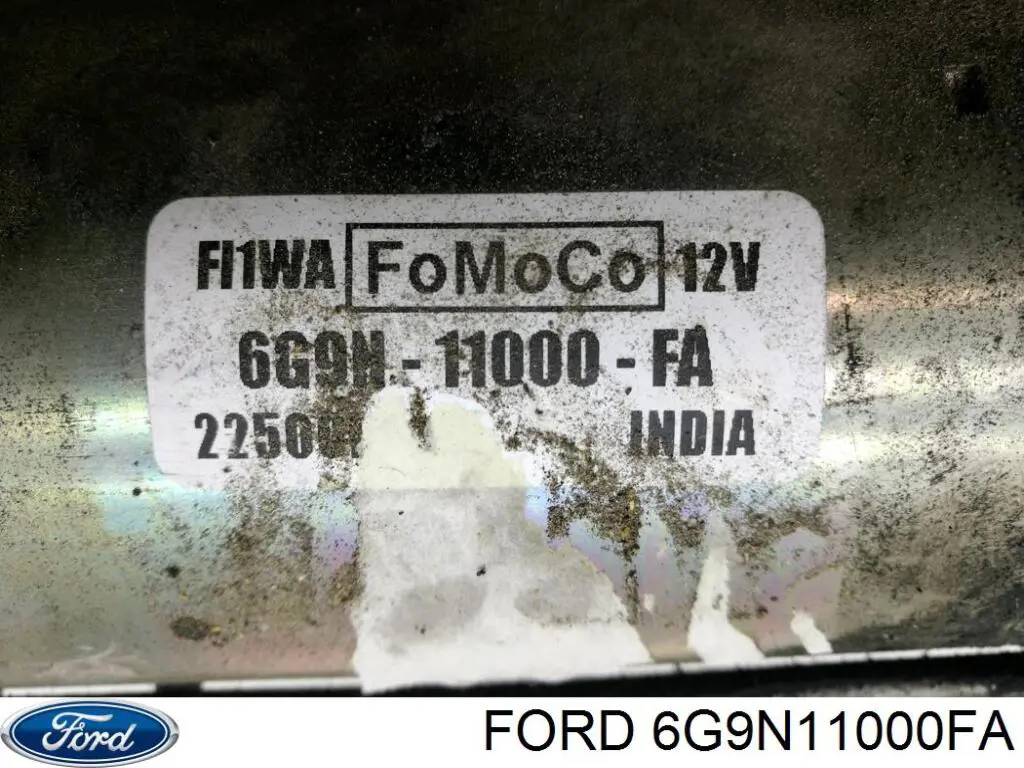 FI1WA FoMoCo 12V
6G9N - 11000 - FA
INDIA
Ford FORD 6G9N11000FA